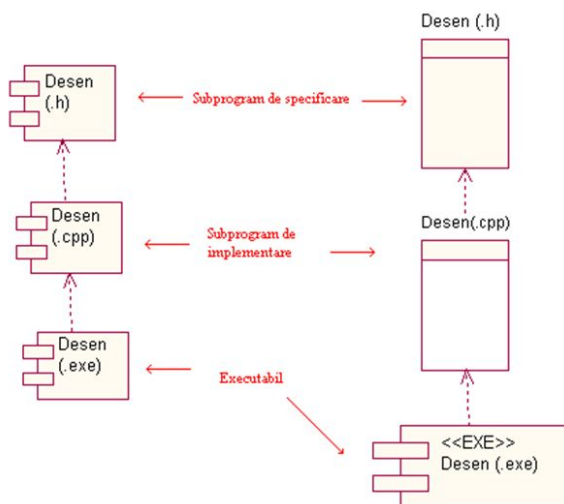 Desen (.h)
Desen
(.h)
Subprogram de specificare
Desen
(.cpp)
Subprogram de
implementare
Desen(.cpp)
Desen
(.exe)
Executabil
<<EXE>>
Desen (.exe)